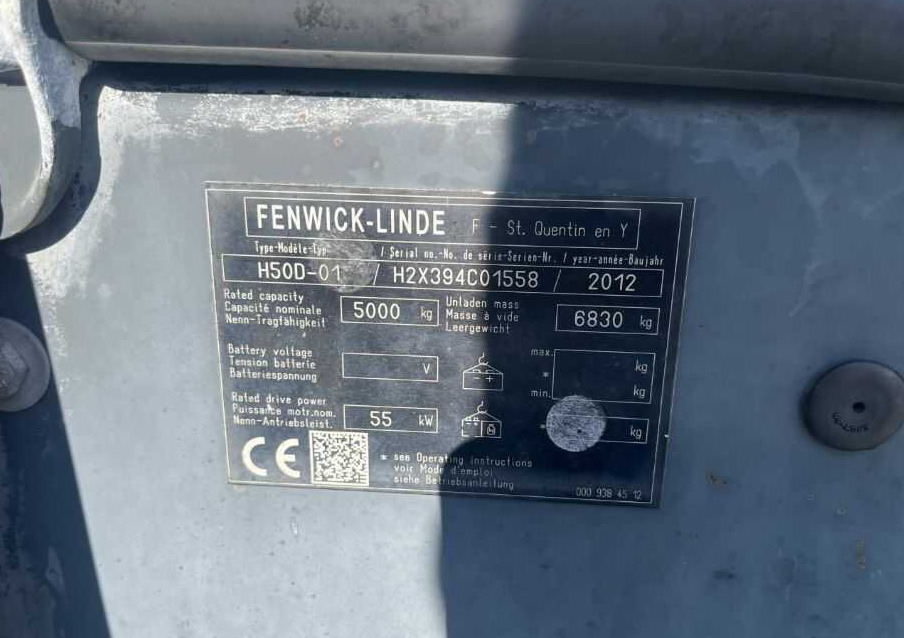 FENWICK-LINDE F - St. Quentin en Y
Type-Modèle-Typ / Serial no.-No. de série-Serien-Nr. / year-année-Baujahr
H50D-01 / H2X394C01558 / 2012
Rated capacity
Capacité nominale
Nenn-Tragfähigkeit
5000 kg
Unladen mass
Masse à vide
Leergewicht
6830 kg
Battery voltage
Tension batterie
Batteriespannung
V
max. kg
*
min. kg
Rated drive power
Puissance motr.nom.
Nenn-Antriebsleist.
55 kW
* kg
CE
* see Operating instructions
voir Mode d'emploi
siehe Betriebsanleitung
000 938 45 12